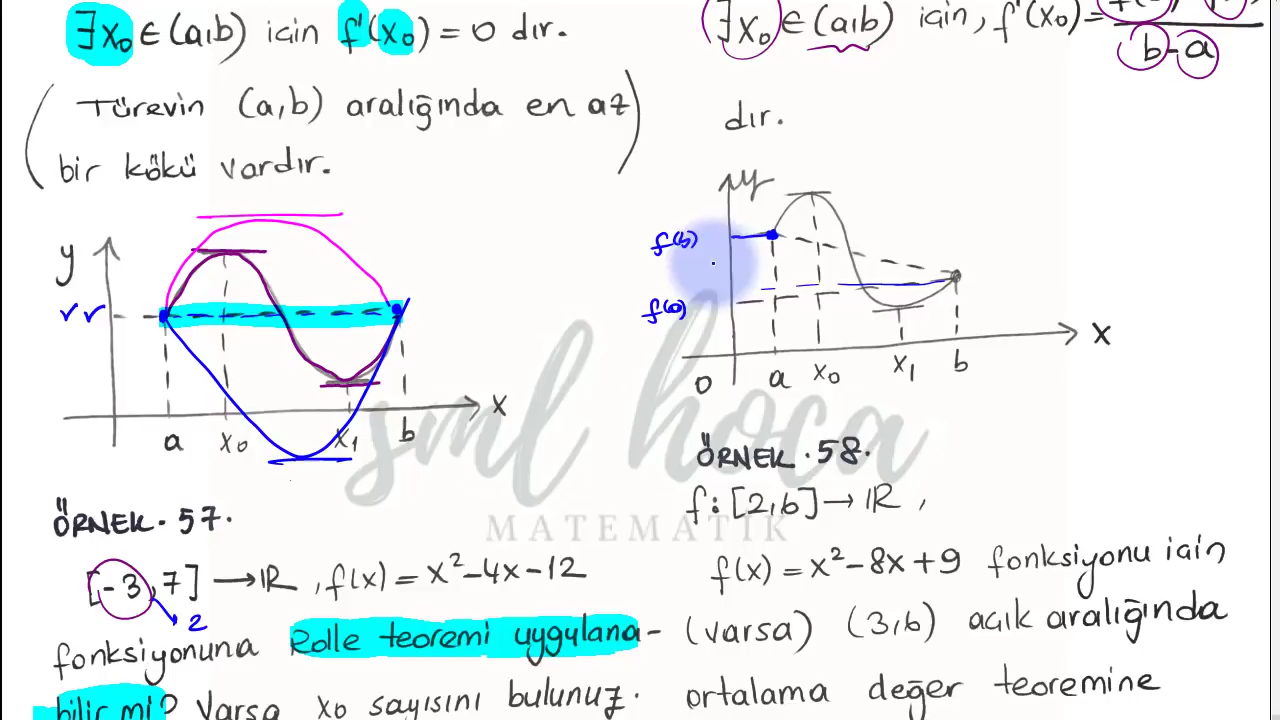 ∃x₀ ∈ (a,b) için f'(x₀) = 0 dır.
(Türevin (a,b) aralığında en az
bir kökü vardır.)
y
x
a
x₀
x₁
b
ÖRNEK.57.
[-3,7] → IR, f(x) = x²-4x-12
2
fonksiyonuna Rolle teoremi uygulana-
bilir mi? Varsa x₀ sayısını bulunuz.
∃x₀ ∈ (a,b) için, f'(x₀) =
b-a
dır.
y
f(b)
f(a)
x
0
a
x₀
x₁
b
ÖRNEK.58.
f: [2,b] → IR,
f(x) = x²-8x+9 fonksiyonu için
(varsa) (3,b) açık aralığında
ortalama değer teoremine
sml hoca
MATEMATİK